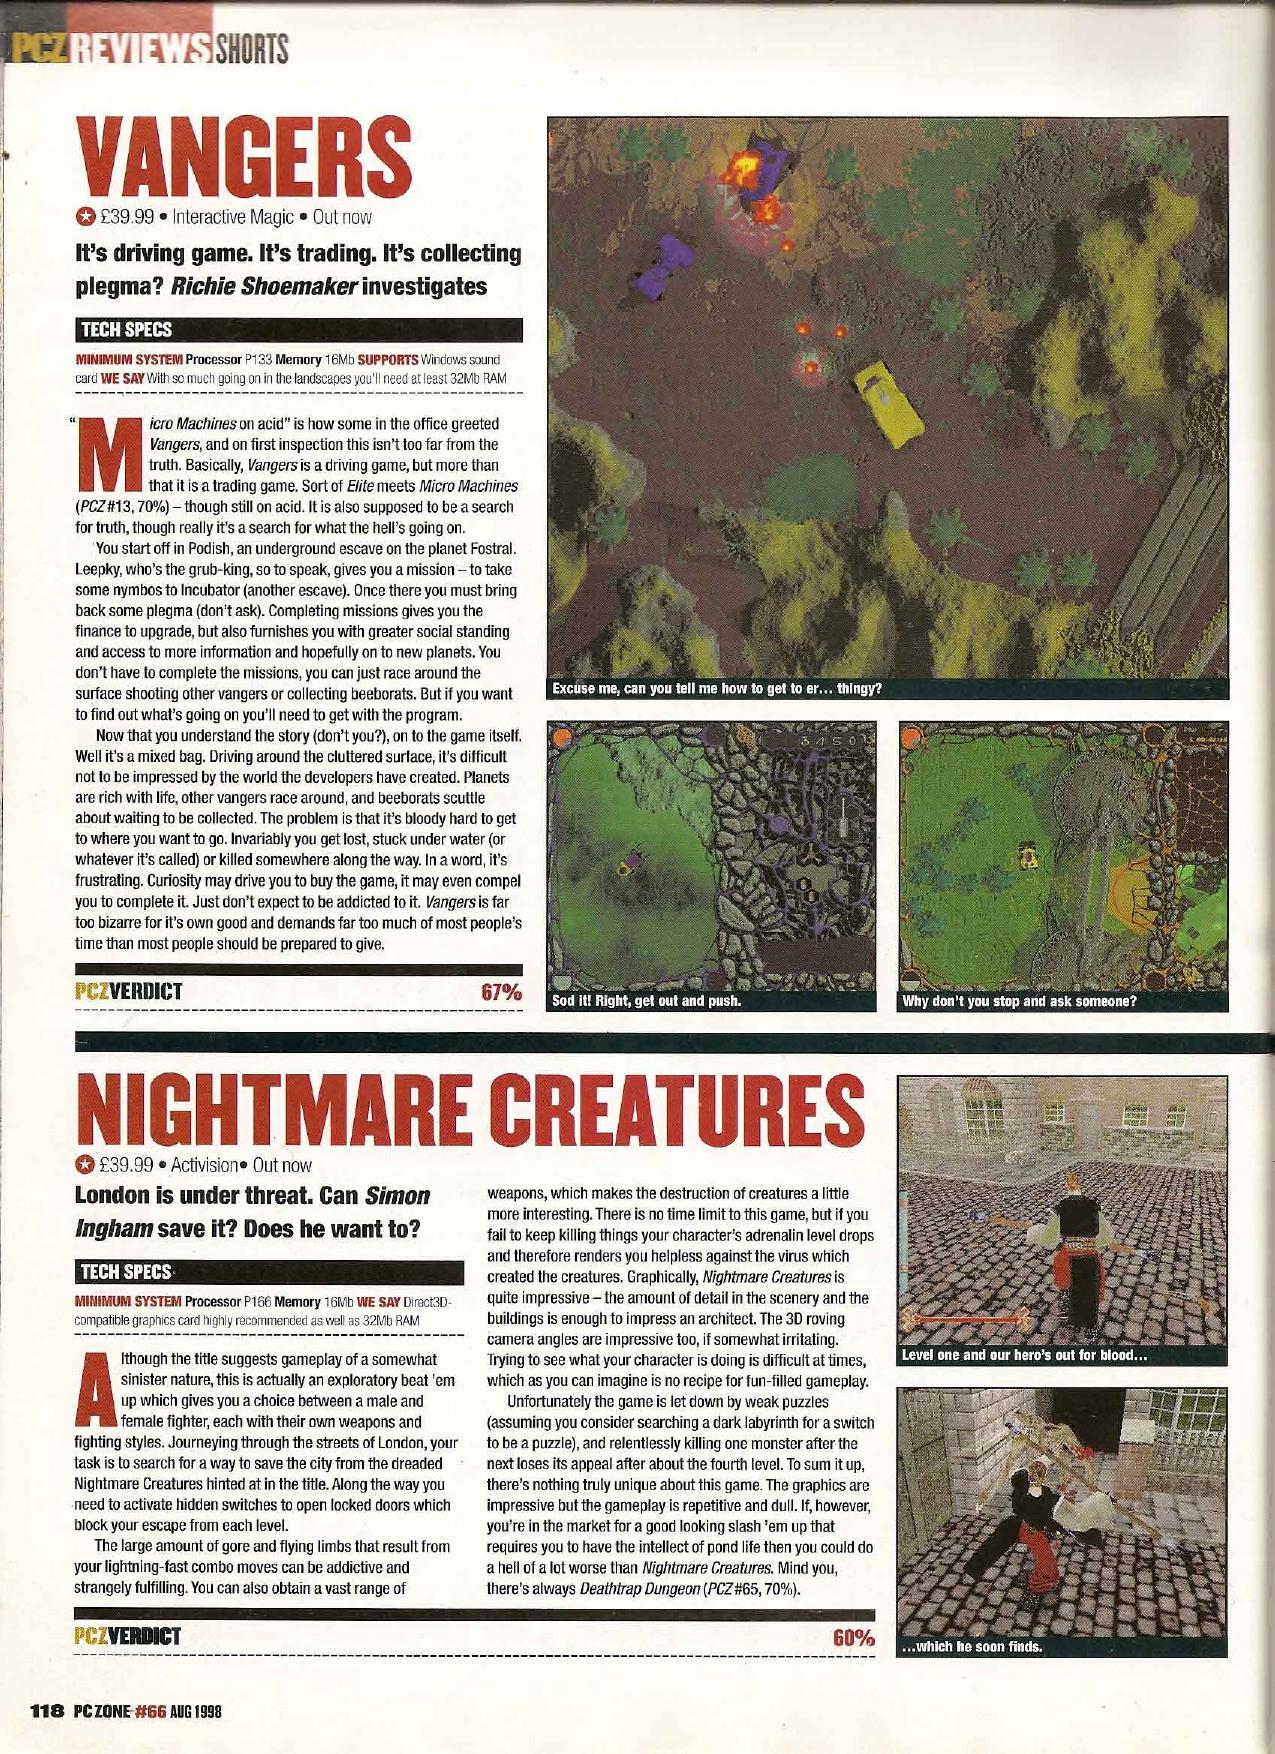 PCZREVIEWS SHORTS
VANGERS
£39.99 • Interactive Magic • Out now
It's driving game. It's trading. It's collecting
plegma? Richie Shoemaker investigates
TECH SPECS
MINIMUM SYSTEM Processor P133 Memory 16Mb SUPPORTS Windows sound
card WE SAY With so much going on in the landscapes you'll need at least 32Mb RAM
"Micro Machines on acid" is how some in the office greeted
Vangers, and on first inspection this isn't too far from the
truth. Basically, Vangers is a driving game, but more than
that it is a trading game. Sort of Elite meets Micro Machines
(PCZ #13, 70%) – though still on acid. It is also supposed to be a search
for truth, though really it's a search for what the hell's going on.
You start off in Podish, an underground escave on the planet Fostral.
Leepky, who's the grub-king, so to speak, gives you a mission – to take
some nymbos to Incubator (another escave). Once there you must bring
back some plegma (don't ask). Completing missions gives you the
finance to upgrade, but also furnishes you with greater social standing
and access to more information and hopefully on to new planets. You
don't have to complete the missions, you can just race around the
surface shooting other vangers or collecting beeborats. But if you want
to find out what's going on you'll need to get with the program.
Now that you understand the story (don't you?), on to the game itself.
Well it's a mixed bag. Driving around the cluttered surface, it's difficult
not to be impressed by the world the developers have created. Planets
are rich with life, other vangers race around, and beeborats scuttle
about waiting to be collected. The problem is that it's bloody hard to get
to where you want to go. Invariably you get lost, stuck under water (or
whatever it's called) or killed somewhere along the way. In a word, it's
frustrating. Curiosity may drive you to buy the game, it may even compel
you to complete it. Just don't expect to be addicted to it. Vangers is far
too bizarre for it's own good and demands far too much of most people's
time than most people should be prepared to give.
PCZVERDICT 67%
Excuse me, can you tell me how to get to er... thingy?
Sod it! Right, get out and push.
Why don't you stop and ask someone?
NIGHTMARE CREATURES
£39.99 • Activision • Out now
London is under threat. Can Simon
Ingham save it? Does he want to?
TECH SPECS
MINIMUM SYSTEM Processor P166 Memory 16Mb WE SAY Direct3D-
compatible graphics card highly recommended as well as 32Mb RAM
Although the title suggests gameplay of a somewhat
sinister nature, this is actually an exploratory beat 'em
up which gives you a choice between a male and
female fighter, each with their own weapons and
fighting styles. Journeying through the streets of London, your
task is to search for a way to save the city from the dreaded
Nightmare Creatures hinted at in the title. Along the way you
need to activate hidden switches to open locked doors which
block your escape from each level.
The large amount of gore and flying limbs that result from
your lightning-fast combo moves can be addictive and
strangely fulfilling. You can also obtain a vast range of
weapons, which makes the destruction of creatures a little
more interesting. There is no time limit to this game, but if you
fail to keep killing things your character's adrenalin level drops
and therefore renders you helpless against the virus which
created the creatures. Graphically, Nightmare Creatures is
quite impressive – the amount of detail in the scenery and the
buildings is enough to impress an architect. The 3D roving
camera angles are impressive too, if somewhat irritating.
Trying to see what your character is doing is difficult at times,
which as you can imagine is no recipe for fun-filled gameplay.
Unfortunately the game is let down by weak puzzles
(assuming you consider searching a dark labyrinth for a switch
to be a puzzle), and relentlessly killing one monster after the
next loses its appeal after about the fourth level. To sum it up,
there's nothing truly unique about this game. The graphics are
impressive but the gameplay is repetitive and dull. If, however,
you're in the market for a good looking slash 'em up that
requires you to have the intellect of pond life then you could do
a hell of a lot worse than Nightmare Creatures. Mind you,
there's always Deathtrap Dungeon (PCZ #65, 70%).
PCZVERDICT 60%
Level one and our hero's out for blood...
...which he soon finds.
118 PC ZONE #66 AUG 1998